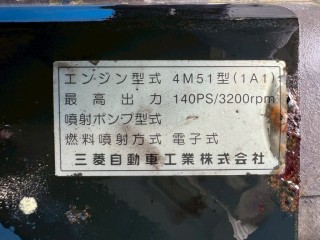 エンジン型式 4M51型(1A1)
最高出力 140PS/3200rpm
噴射ポンプ型式
燃料噴射方式 電子式
三菱自動車工業株式会社